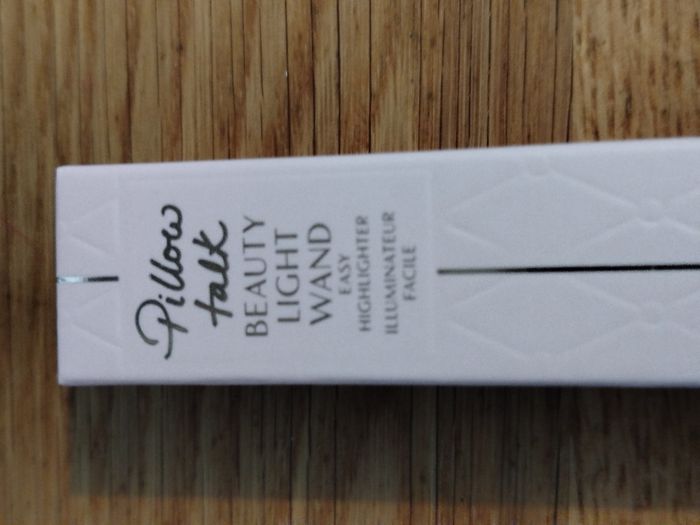 Pillow
talk
BEAUTY
LIGHT
WAND
EASY
HIGHLIGHTER
ILLUMINATEUR
FACILE